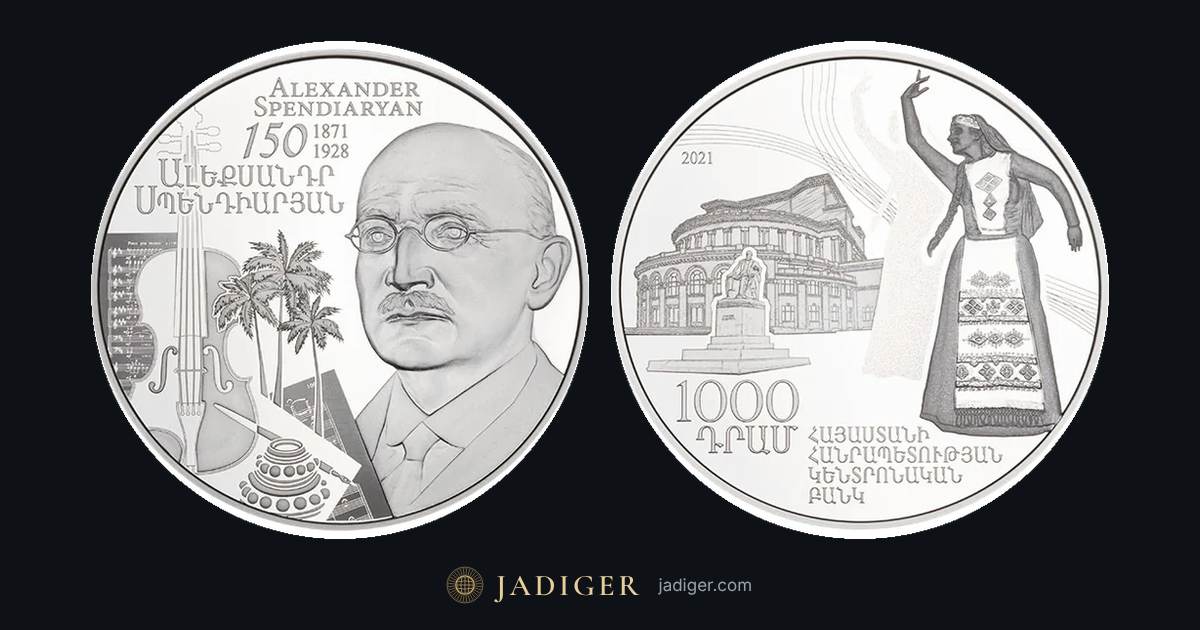 ALEXANDER
SPENDIARYAN
150 1871
1928
ԱԼԵՔՍԱՆԴՐ
ՍՊԵՆԴԻԱՐՅԱՆ
2021
1000
ԴՐԱՄ
ՀԱՅԱՍՏԱՆԻ
ՀԱՆՐԱՊԵՏՈՒԹՅԱՆ
ԿԵՆՏՐՈՆԱԿԱՆ
ԲԱՆԿ
JADIGER jadiger.com